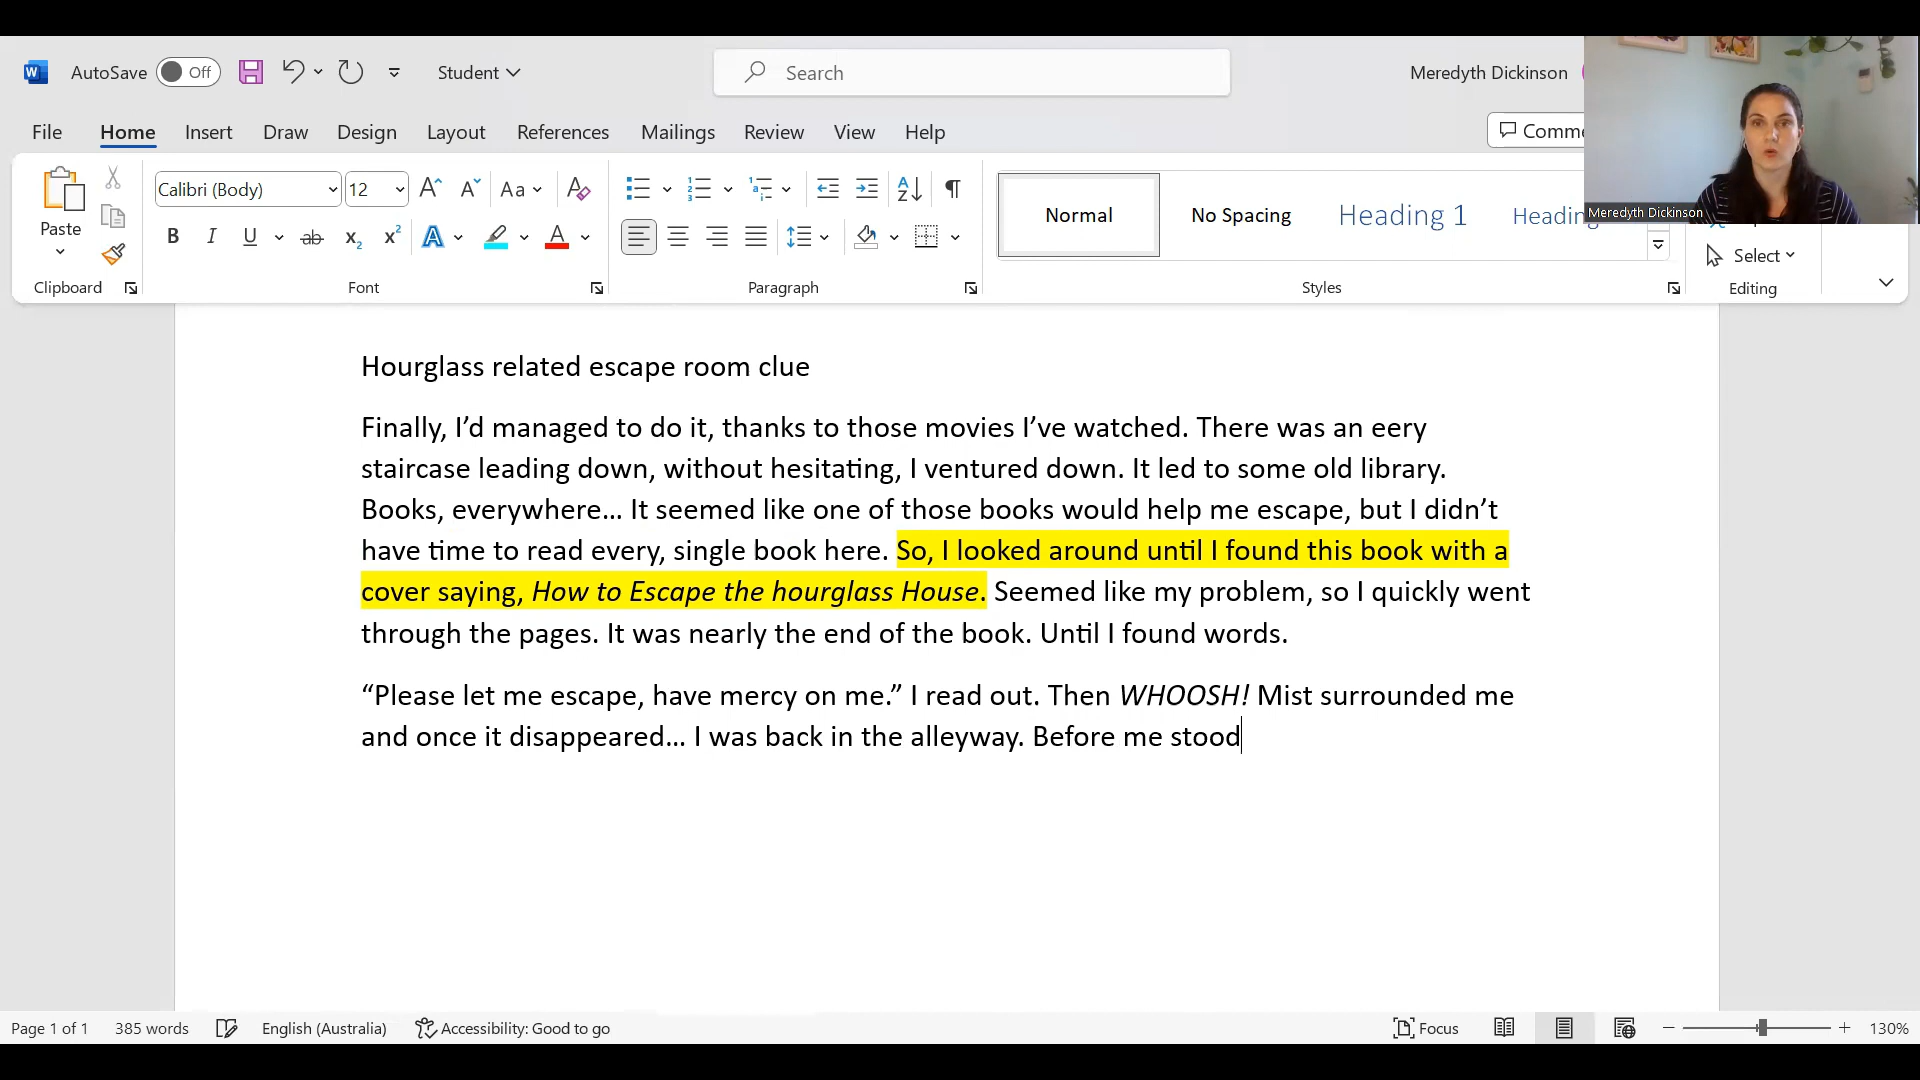 AutoSave Off Student Search Meredyth Dickinson
File Home Insert Draw Design Layout References Mailings Review View Help Comme
Calibri (Body) 12 Aa
Paste
B I U ab x₂ x² A A
Normal No Spacing Heading 1 Heading
Meredyth Dickinson
Select
Clipboard Font Paragraph Styles Editing
Hourglass related escape room clue
Finally, I’d managed to do it, thanks to those movies I’ve watched. There was an eery
staircase leading down, without hesitating, I ventured down. It led to some old library.
Books, everywhere… It seemed like one of those books would help me escape, but I didn’t
have time to read every, single book here. So, I looked around until I found this book with a
cover saying, How to Escape the hourglass House. Seemed like my problem, so I quickly went
through the pages. It was nearly the end of the book. Until I found words.
“Please let me escape, have mercy on me.” I read out. Then WHOOSH! Mist surrounded me
and once it disappeared… I was back in the alleyway. Before me stood
Page 1 of 1 385 words English (Australia) Accessibility: Good to go Focus 130%